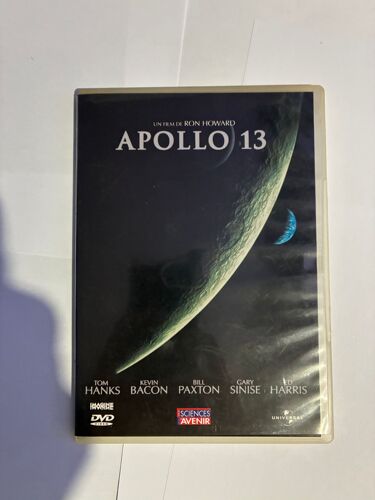 UN FILM DE RON HOWARD
APOLLO 13
TOM HANKS
KEVIN BACON
BILL PAXTON
GARY SINISE
ED HARRIS
DVD
VIDEO
SCIENCES
AVENIR
UNIVERSAL